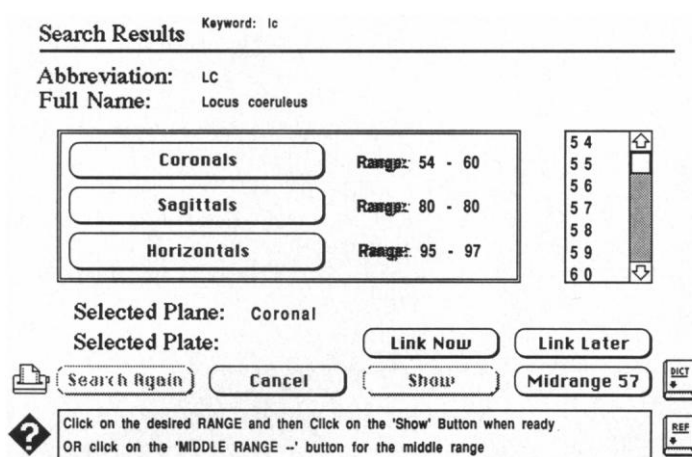 Search Results Keyword: lc
Abbreviation: LC
Full Name: Locus coeruleus
Coronals Range: 54 - 60
Sagittals Range: 80 - 80
Horizontals Range: 95 - 97
54
55
56
57
58
59
60
Selected Plane: Coronal
Selected Plate:
Link Now Link Later
Search Again Cancel Show Midrange 57
DICT
Click on the desired RANGE and then Click on the 'Show' Button when ready
OR click on the 'MIDDLE RANGE --' button for the middle range
?
REF